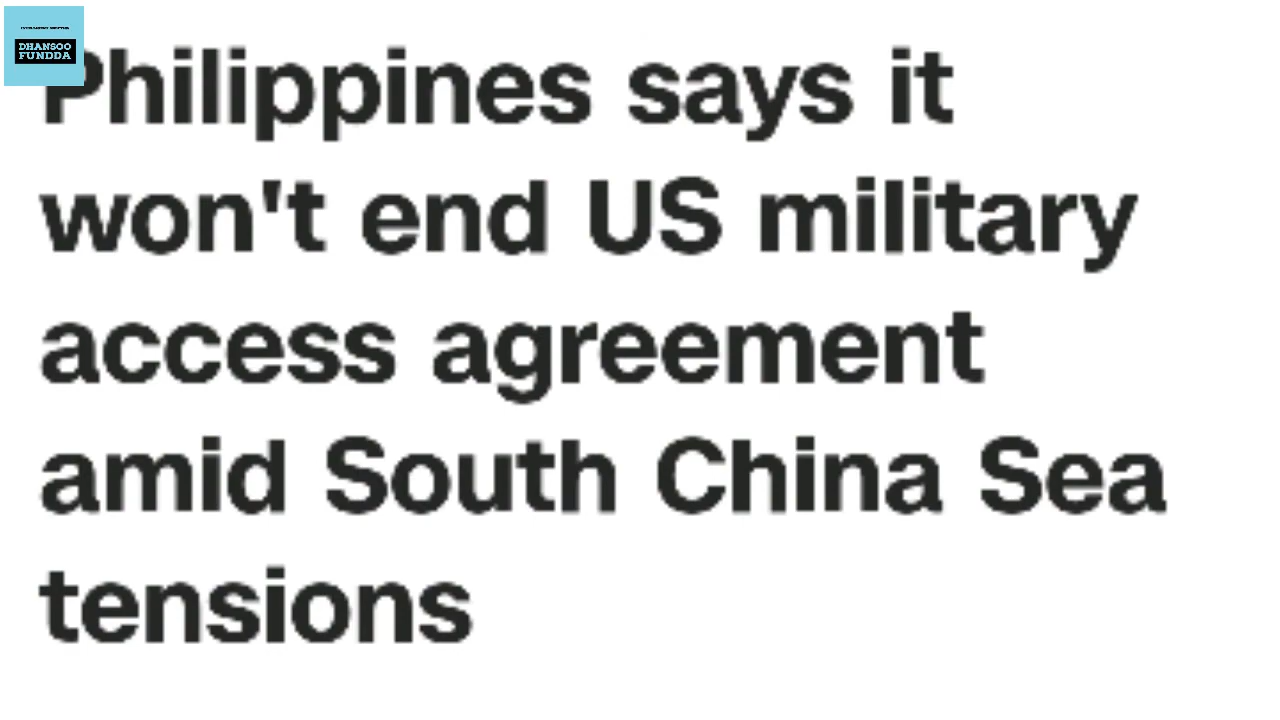 DHANSOO
FUNDDA
Philippines says it
won't end US military
access agreement
amid South China Sea
tensions